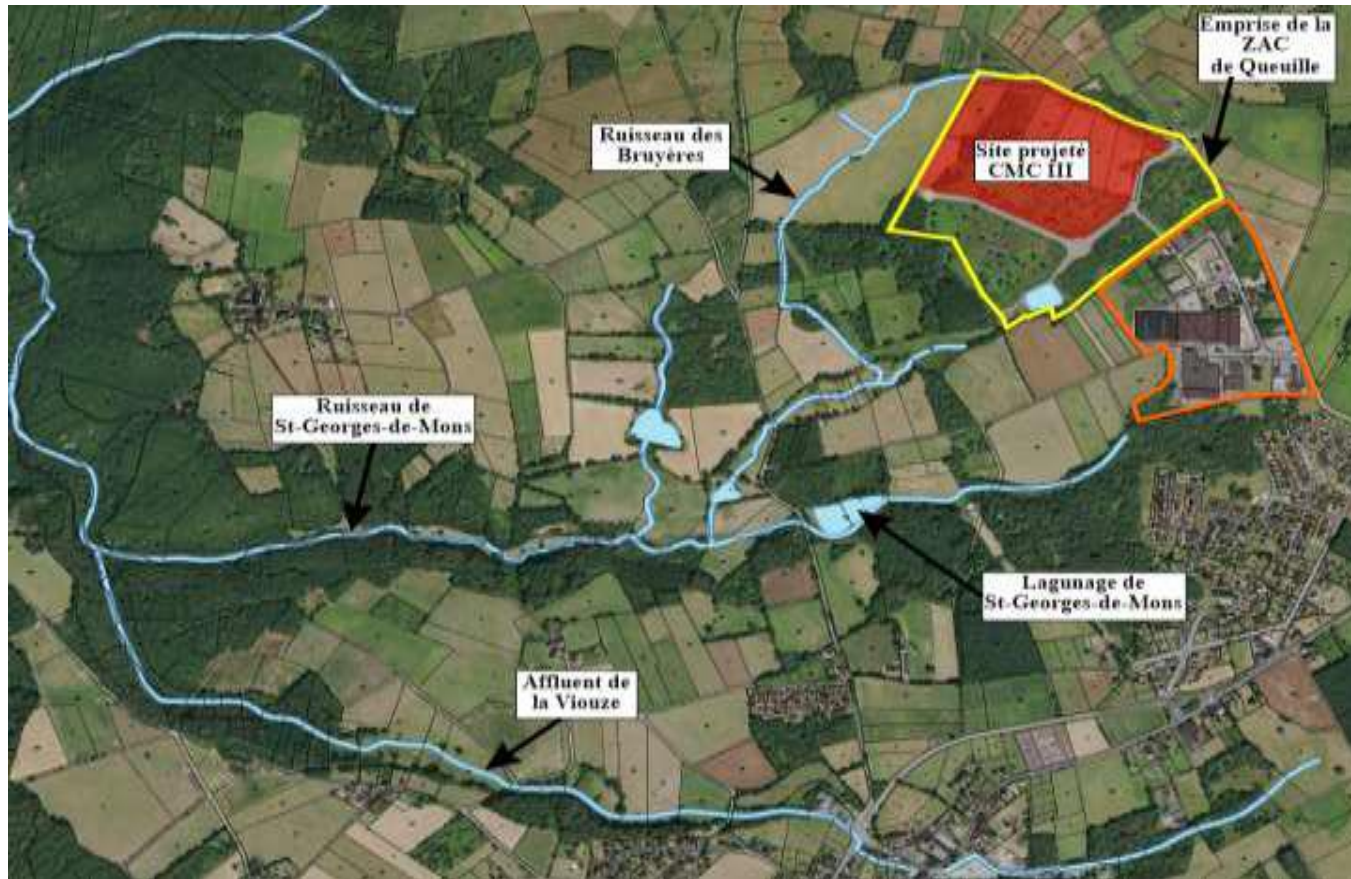 Emprise de la
ZAC
de Queuille
Ruisseau des
Bruyères
Site projeté
CMC III
Ruisseau de
St-Georges-de-Mons
Lagunage de
St-Georges-de-Mons
Affluent de
la Viouze